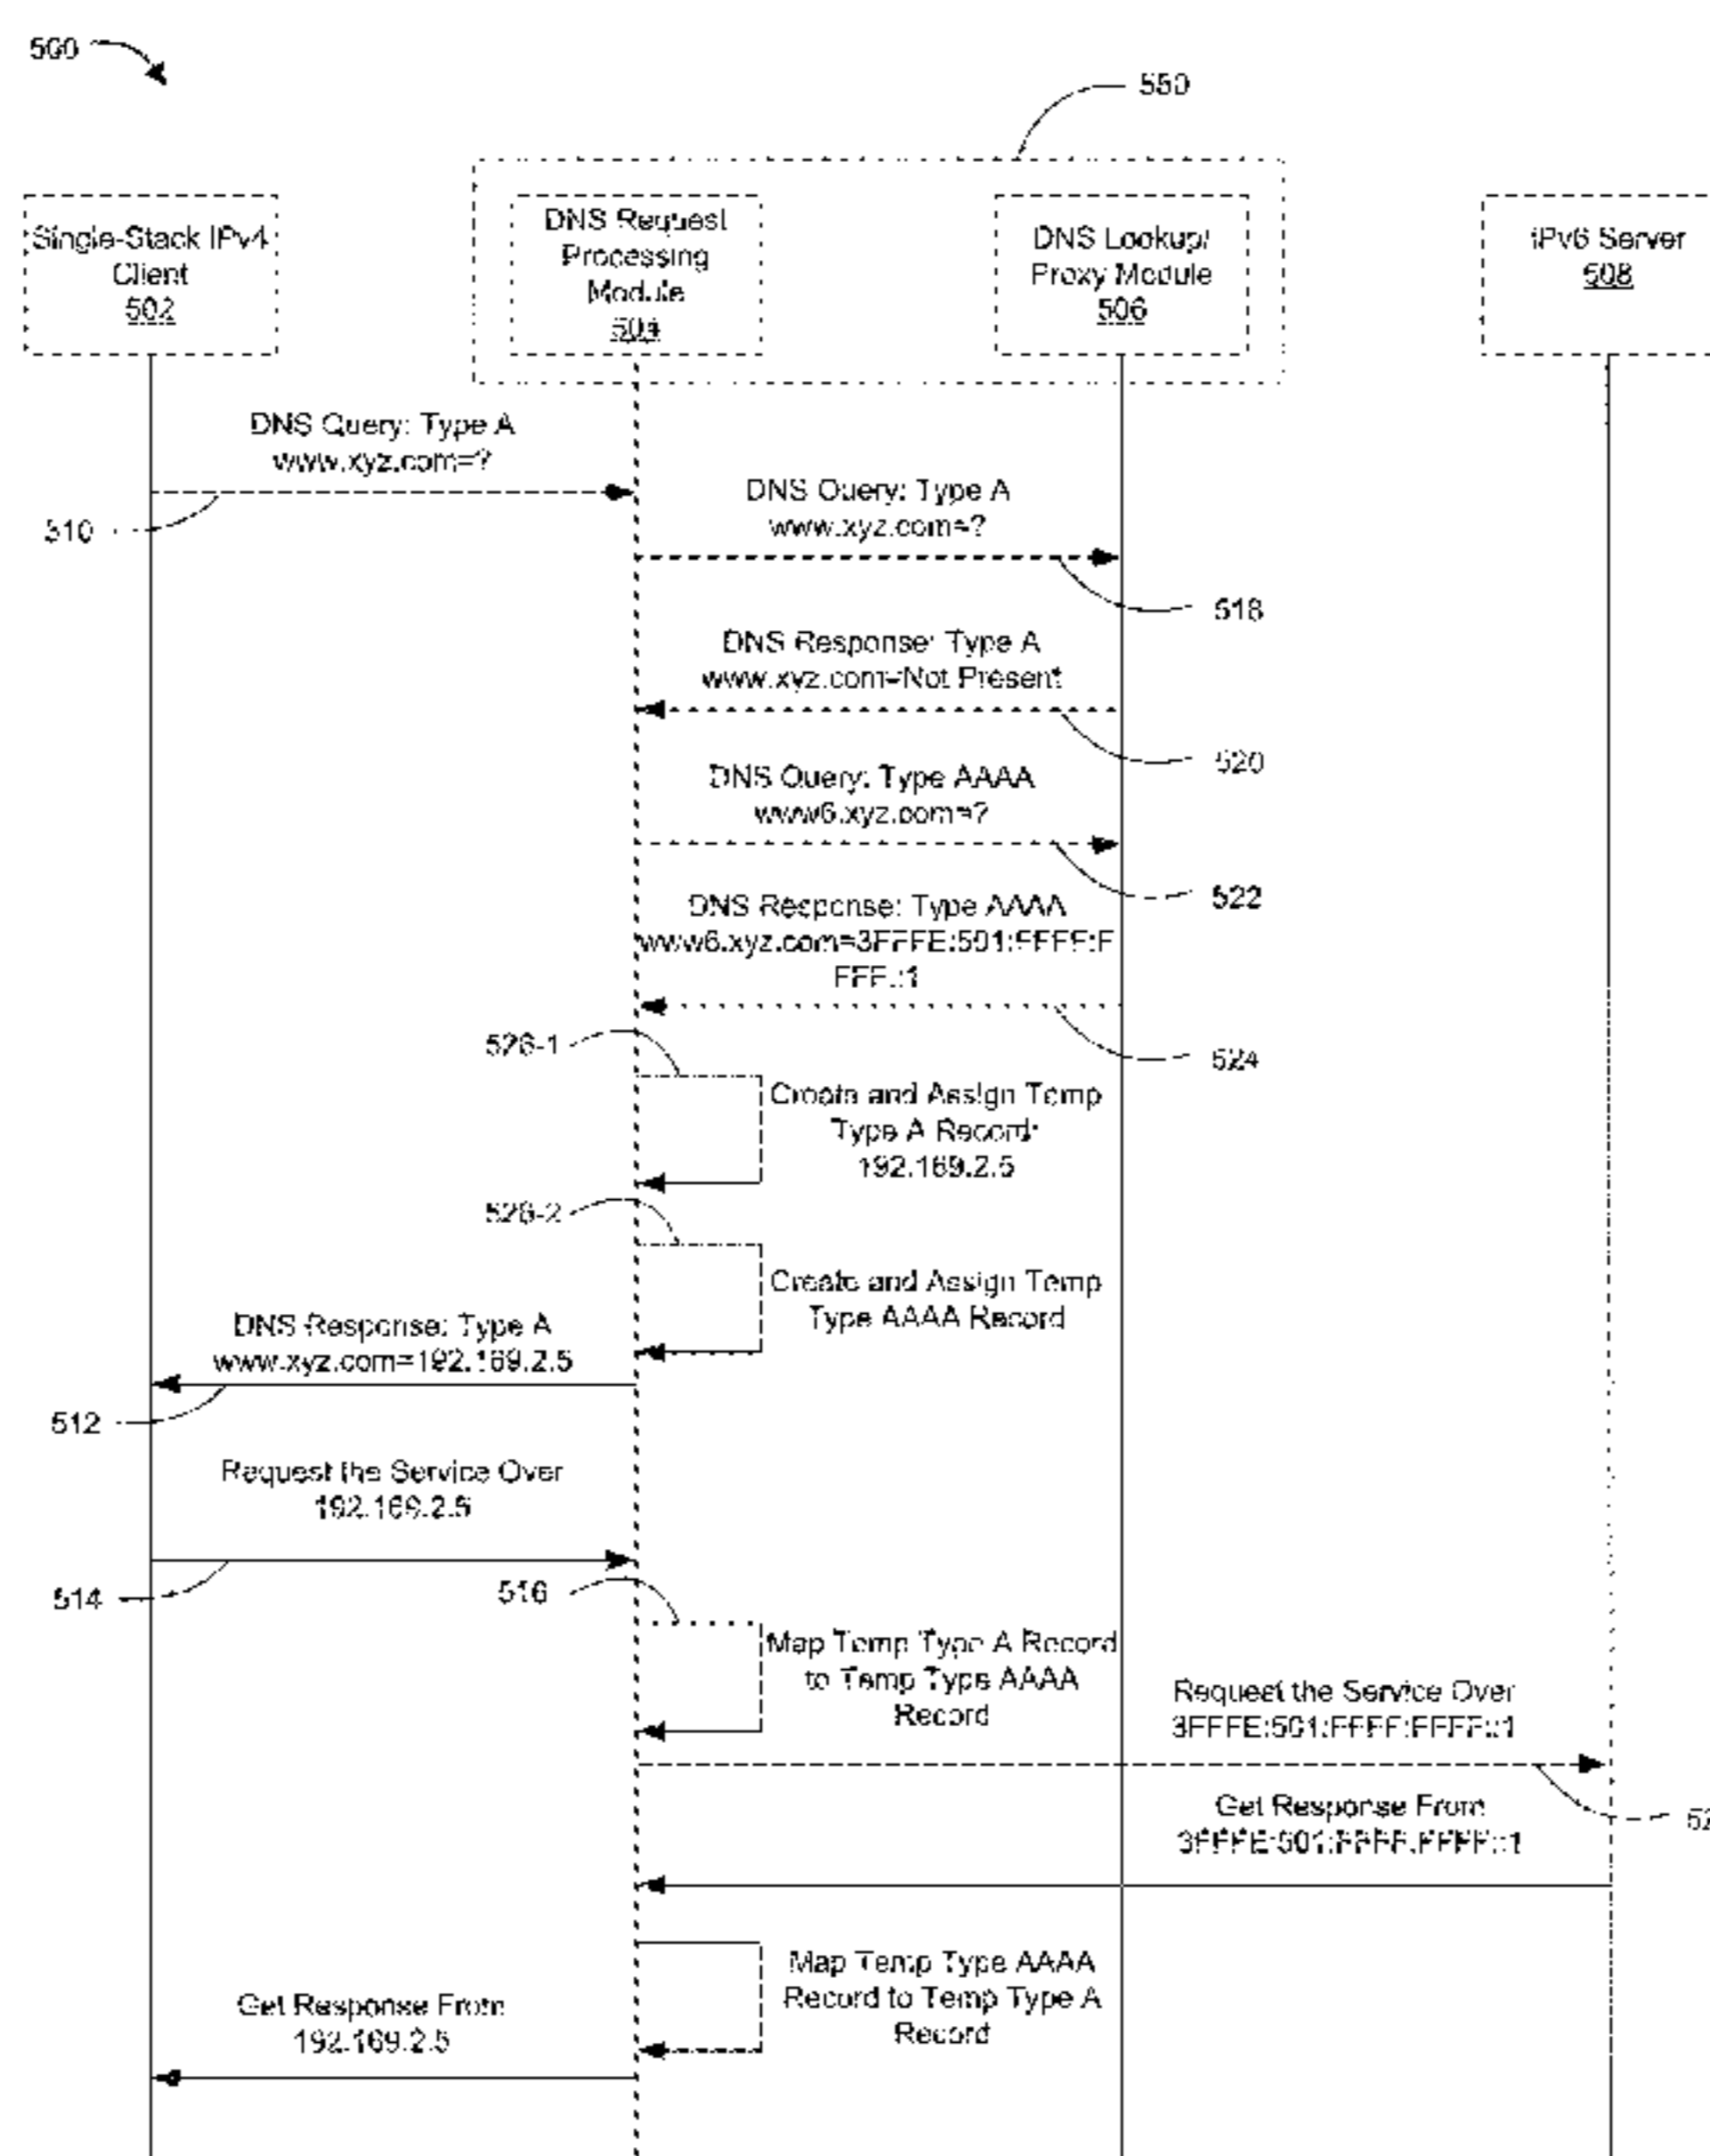 500
550
Single-Stack IPv4
Client
502
DNS Request
Processing
Module
504
DNS Lookup/
Proxy Module
506
IPv6 Server
508
DNS Query: Type A
www.xyz.com=?
510
DNS Query: Type A
www.xyz.com=?
518
DNS Response: Type A
www.xyz.com=Not Present
520
DNS Query: Type AAAA
www6.xyz.com=?
522
DNS Response: Type AAAA
www6.xyz.com=3FFFE:501:FFFF:F
FFF::1
524
526-1
Create and Assign Temp
Type A Record:
192.169.2.5
526-2
Create and Assign Temp
Type AAAA Record
DNS Response: Type A
www.xyz.com=192.169.2.5
512
Request the Service Over
192.169.2.5
514
516
Map Temp Type A Record
to Temp Type AAAA
Record
Request the Service Over
3FFFE:501:FFFF:FFFF::1
Get Response From
3FFFE:501:FFFF:FFFF::1
Map Temp Type AAAA
Record to Temp Type A
Record
Get Response From
192.169.2.5